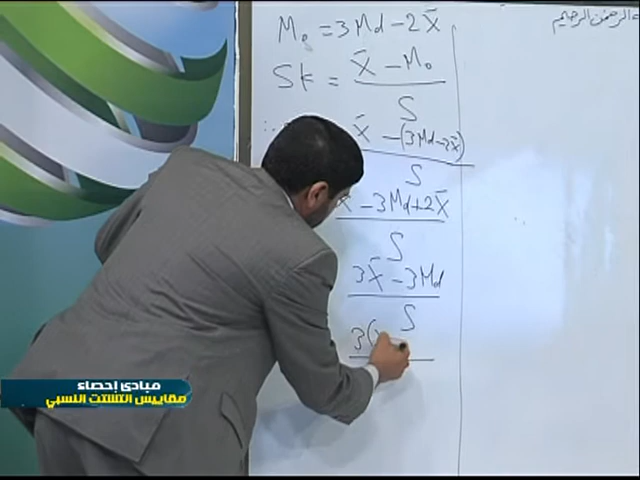 الرحمن الرحيم
M₀ = 3Md - 2X̄
Sk = X̄ - M₀
S
∴ X̄ - (3Md - 2X̄)
S
X̄ - 3Md + 2X̄
S
3X̄ - 3Md
S
3(
مبادئ إحصاء
مقاييس التشتت النسبي